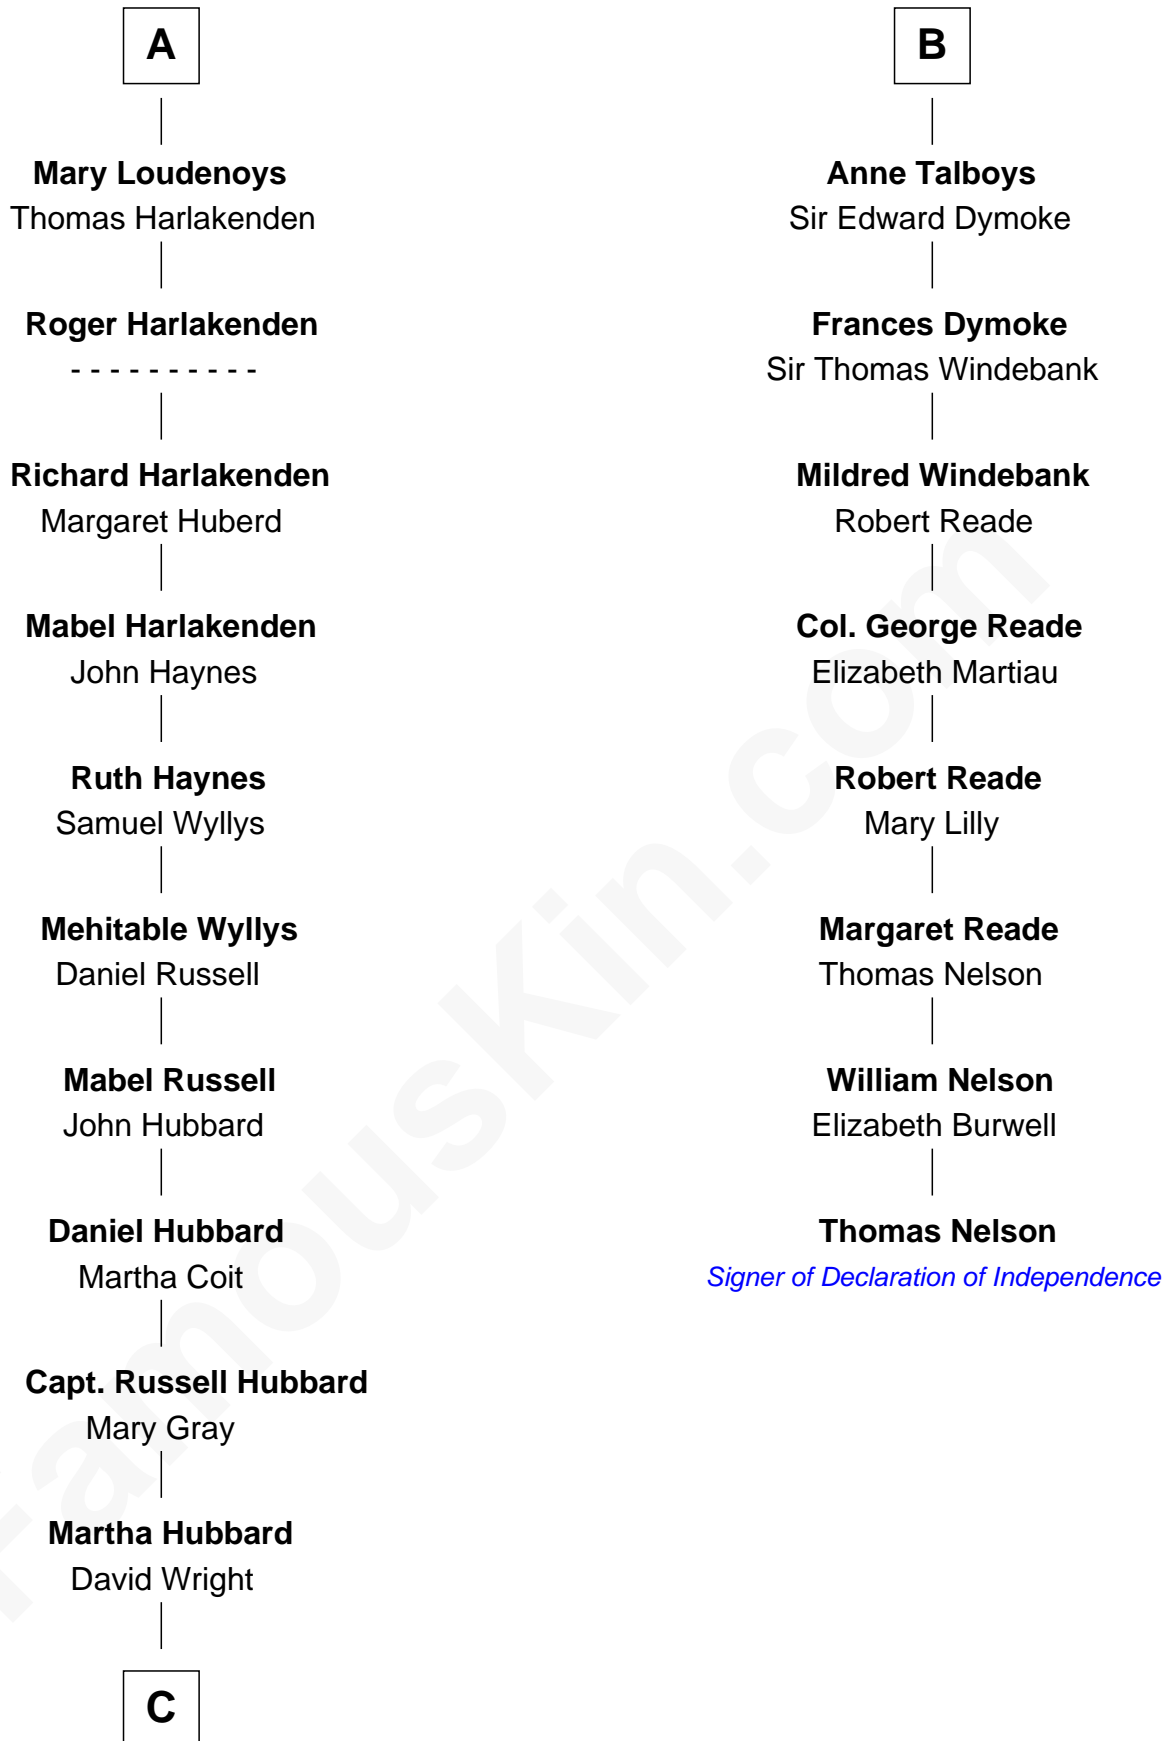 A
Mary Loudenoys
Thomas Harlakenden
Roger Harlakenden
- - - - - - - - - -
Richard Harlakenden
Margaret Huberd
Mabel Harlakenden
John Haynes
Ruth Haynes
Samuel Wyllys
Mehitable Wyllys
Daniel Russell
Mabel Russell
John Hubbard
Daniel Hubbard
Martha Coit
Capt. Russell Hubbard
Mary Gray
Martha Hubbard
David Wright
C
B
Anne Talboys
Sir Edward Dymoke
Frances Dymoke
Sir Thomas Windebank
Mildred Windebank
Robert Reade
Col. George Reade
Elizabeth Martiau
Robert Reade
Mary Lilly
Margaret Reade
Thomas Nelson
William Nelson
Elizabeth Burwell
Thomas Nelson
Signer of Declaration of Independence
FamousKin.com